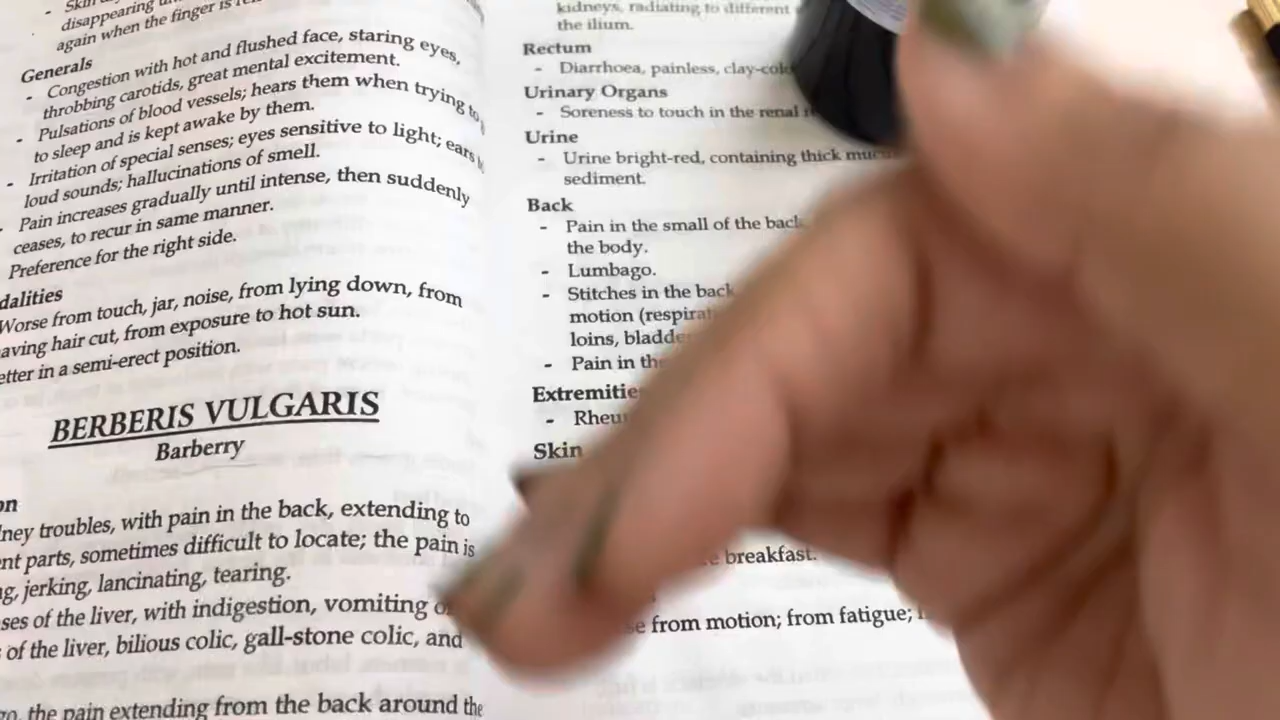 disappearing
again when the finger is
Generals
- Congestion with hot and flushed face, staring eyes,
throbbing carotids, great mental excitement.
- Pulsations of blood vessels; hears them when trying to
to sleep and is kept awake by them.
- Irritation of special senses; eyes sensitive to light; ears
loud sounds; hallucinations of smell.
- Pain increases gradually until intense, then suddenly
ceases, to recur in same manner.
Preference for the right side.
dalities
Worse from touch, jar, noise, from lying down, from
aving hair cut, from exposure to hot sun.
etter in a semi-erect position.
BERBERIS VULGARIS
Barberry
on
ney troubles, with pain in the back, extending to
nt parts, sometimes difficult to locate; the pain is
g, jerking, lancinating, tearing.
ses of the liver, with indigestion, vomiting
of the liver, bilious colic, gall-stone colic, and
go, the pain extending from the back around the
kidneys, radiating to different
the ilium.
Rectum
- Diarrhoea, painless,
Urinary Organs
- Soreness to touch in the renal
Urine
- Urine bright-red, containing thick
sediment.
Back
- Pain in the small of the back
the body.
- Lumbago.
- Stitches in the back
motion
loins,
- Pain in
Skin
breakfast.
from motion; from fatigue;